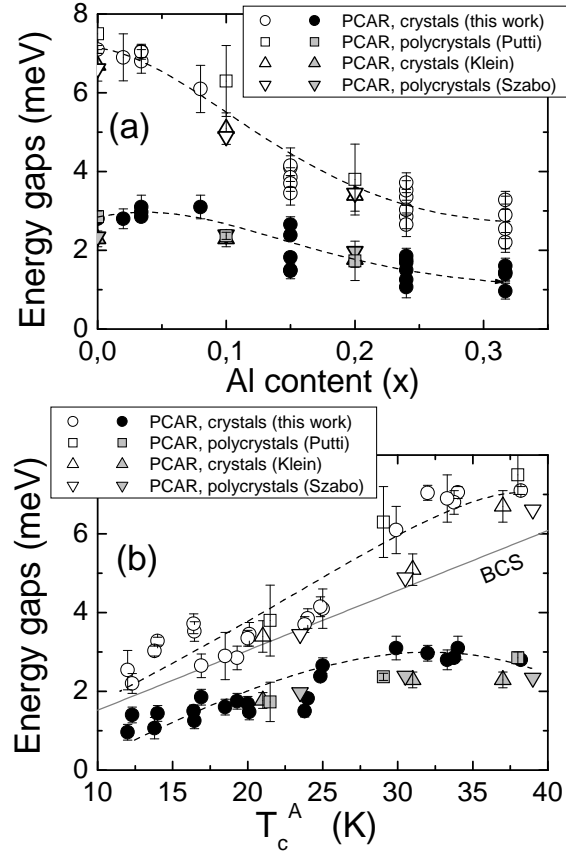 PCAR, crystals (this work)
PCAR, polycrystals (Putti)
PCAR, crystals (Klein)
PCAR, polycrystals (Szabo)
(a)
Energy gaps (meV)
8
6
4
2
0
0,0 0,1 0,2 0,3
Al content (x)
PCAR, crystals (this work)
PCAR, polycrystals (Putti)
PCAR, crystals (Klein)
PCAR, polycrystals (Szabo)
(b)
BCS
Energy gaps (meV)
6
4
2
0
10 15 20 25 30 35 40
T_c^A (K)